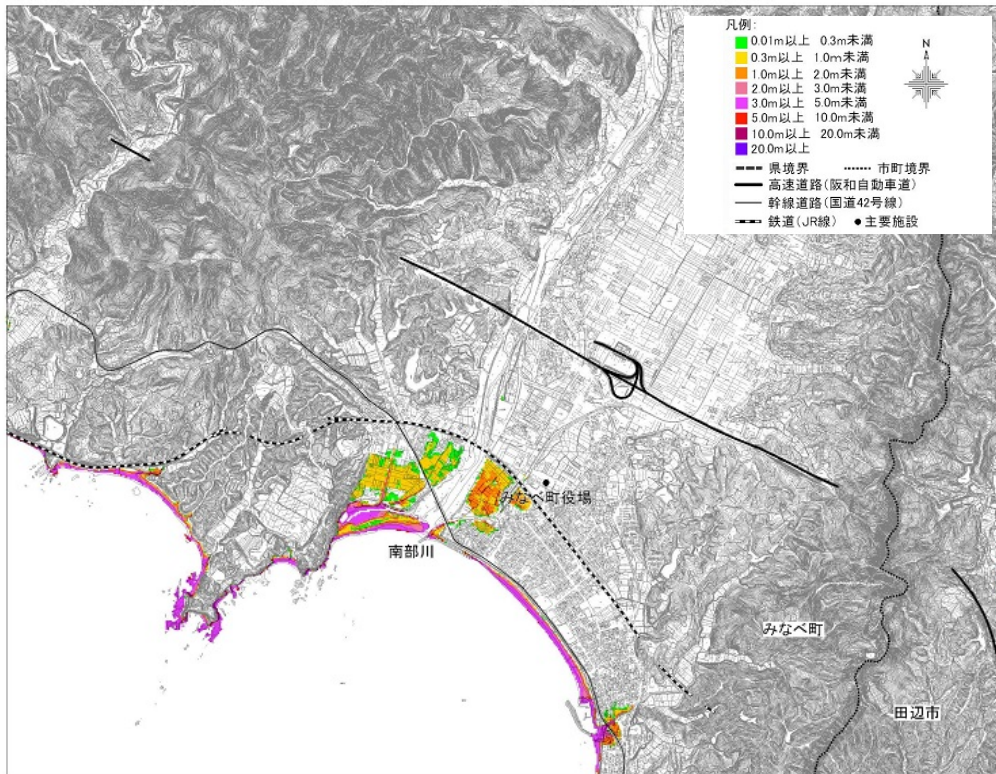 凡例:
0.01m以上 0.3m未満
0.3m以上 1.0m未満
1.0m以上 2.0m未満
2.0m以上 3.0m未満
3.0m以上 5.0m未満
5.0m以上 10.0m未満
10.0m以上 20.0m未満
20.0m以上
県境界 市町境界
高速道路(阪和自動車道)
幹線道路(国道42号線)
鉄道(JR線) ●主要施設
N
みなべ町役場
南部川
みなべ町
田辺市